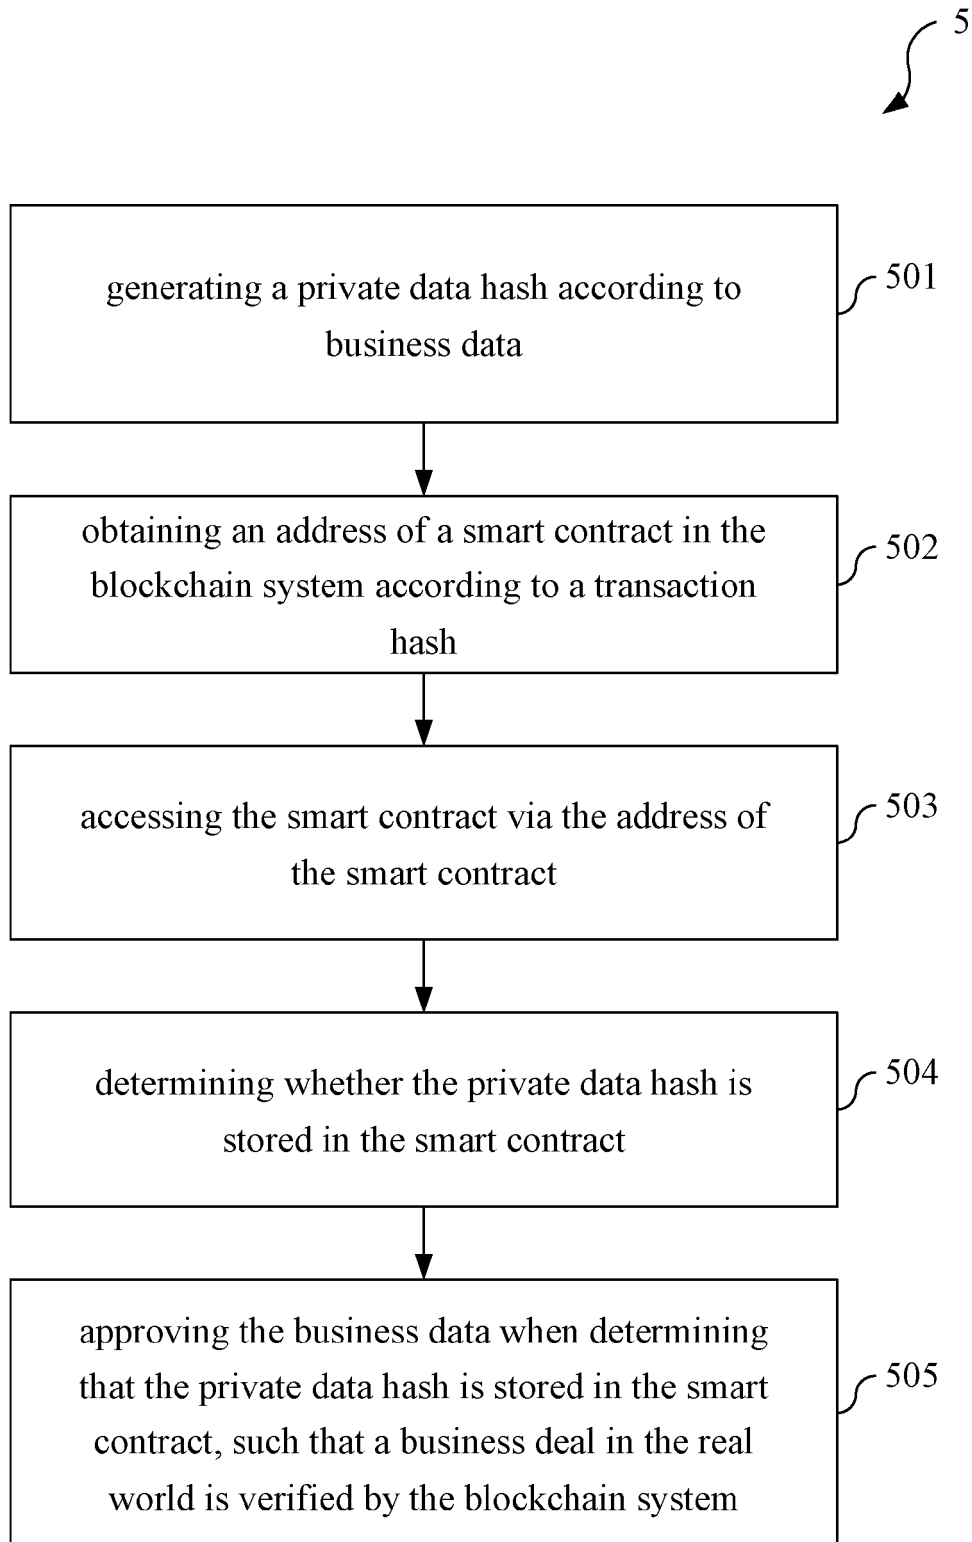 5
generating a private data hash according to
business data
501
obtaining an address of a smart contract in the
blockchain system according to a transaction
hash
502
accessing the smart contract via the address of
the smart contract
503
determining whether the private data hash is
stored in the smart contract
504
approving the business data when determining
that the private data hash is stored in the smart
contract, such that a business deal in the real
world is verified by the blockchain system
505